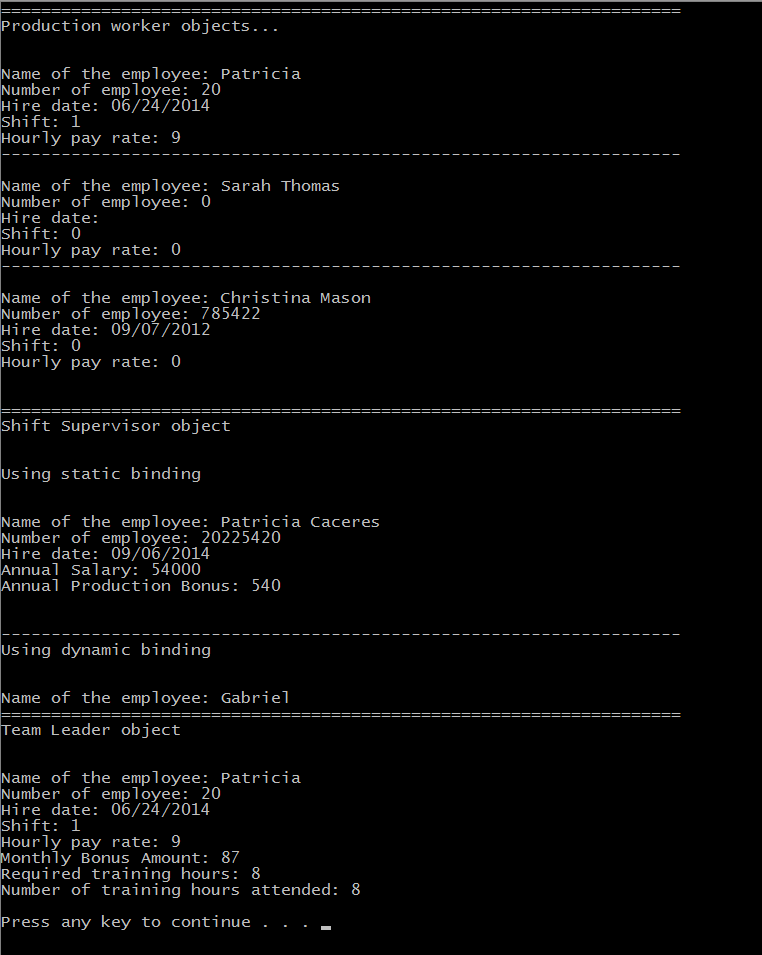 ====================================================================
Production worker objects...
Name of the employee: Patricia
Number of employee: 20
Hire date: 06/24/2014
Shift: 1
Hourly pay rate: 9
--------------------------------------------------------------------
Name of the employee: Sarah Thomas
Number of employee: 0
Hire date:
Shift: 0
Hourly pay rate: 0
--------------------------------------------------------------------
Name of the employee: Christina Mason
Number of employee: 785422
Hire date: 09/07/2012
Shift: 0
Hourly pay rate: 0
====================================================================
Shift Supervisor object
Using static binding
Name of the employee: Patricia Caceres
Number of employee: 20225420
Hire date: 09/06/2014
Annual Salary: 54000
Annual Production Bonus: 540
--------------------------------------------------------------------
Using dynamic binding
Name of the employee: Gabriel
====================================================================
Team Leader object
Name of the employee: Patricia
Number of employee: 20
Hire date: 06/24/2014
Shift: 1
Hourly pay rate: 9
Monthly Bonus Amount: 87
Required training hours: 8
Number of training hours attended: 8
Press any key to continue . . . _